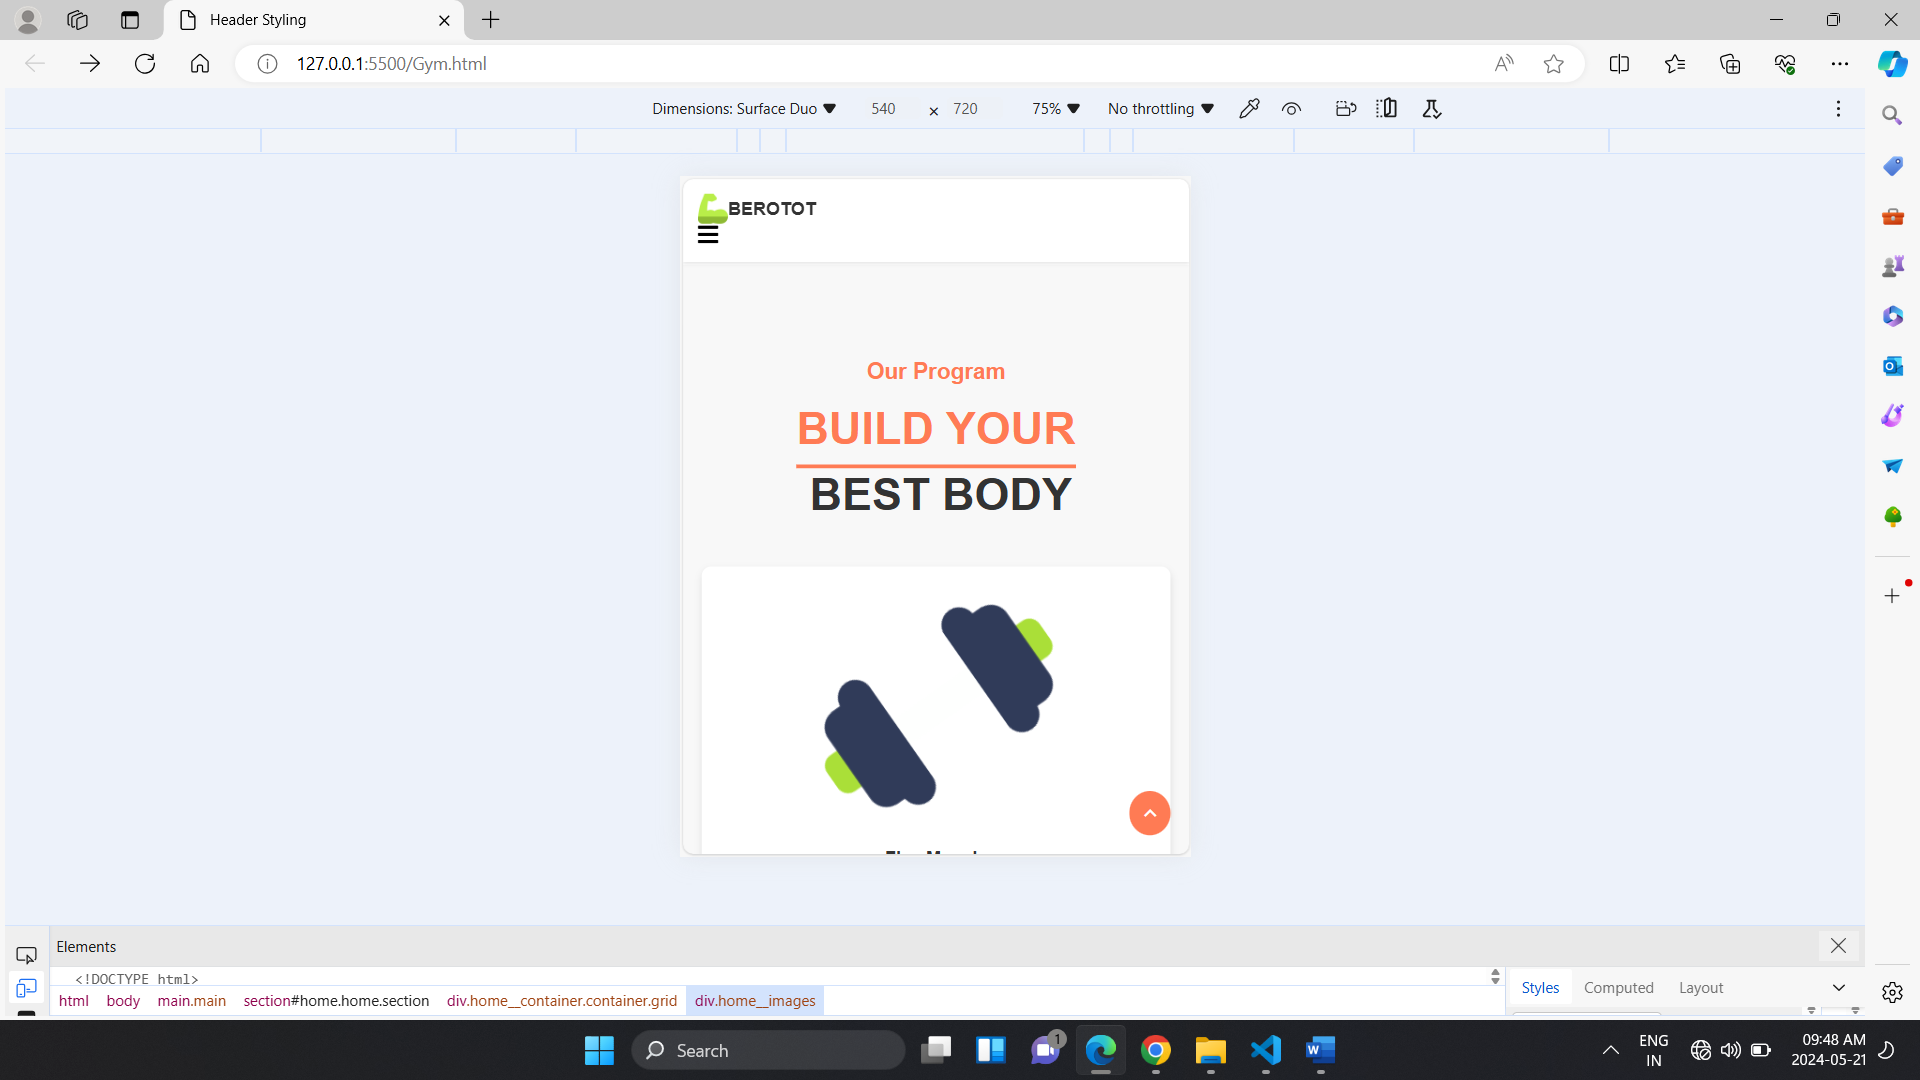 Header Styling
127.0.0.1:5500/Gym.html
Dimensions: Surface Duo 540 × 720 75% No throttling
BEROTOT
Our Program
BUILD YOUR
BEST BODY
Elements
<!DOCTYPE html>
html body main.main section#home.home.section div.home__container.container.grid div.home__images
Styles Computed Layout
Search
1
ENG
IN
09:48 AM
2024-05-21